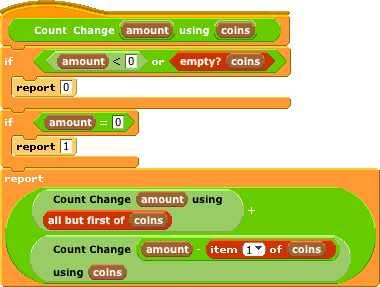 Count Change amount using coins
if amount < 0 or empty? coins
report 0
if amount = 0
report 1
report
Count Change amount using
all but first of coins
+
Count Change amount - item 1 of coins
using coins